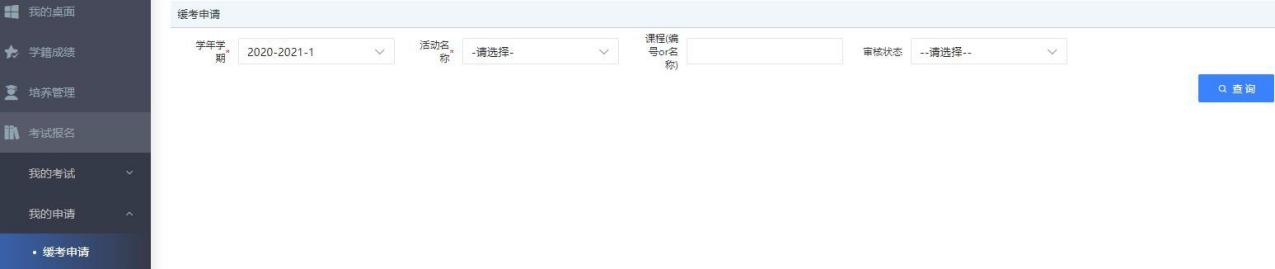 我的桌面
学籍成绩
培养管理
考试报名
我的考试
我的申请
• 缓考申请
缓考申请
学年学
期*
2020-2021-1
活动名
称*
-请选择-
课程(编
号or名
称)
审核状态
--请选择--
查询